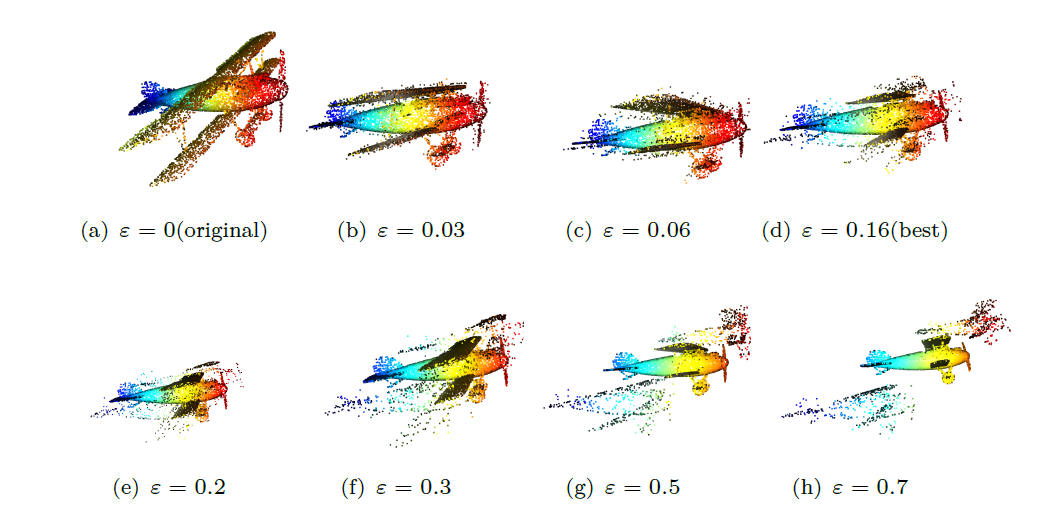 (a) ε = 0(original) (b) ε = 0.03 (c) ε = 0.06 (d) ε = 0.16(best)
(e) ε = 0.2 (f) ε = 0.3 (g) ε = 0.5 (h) ε = 0.7